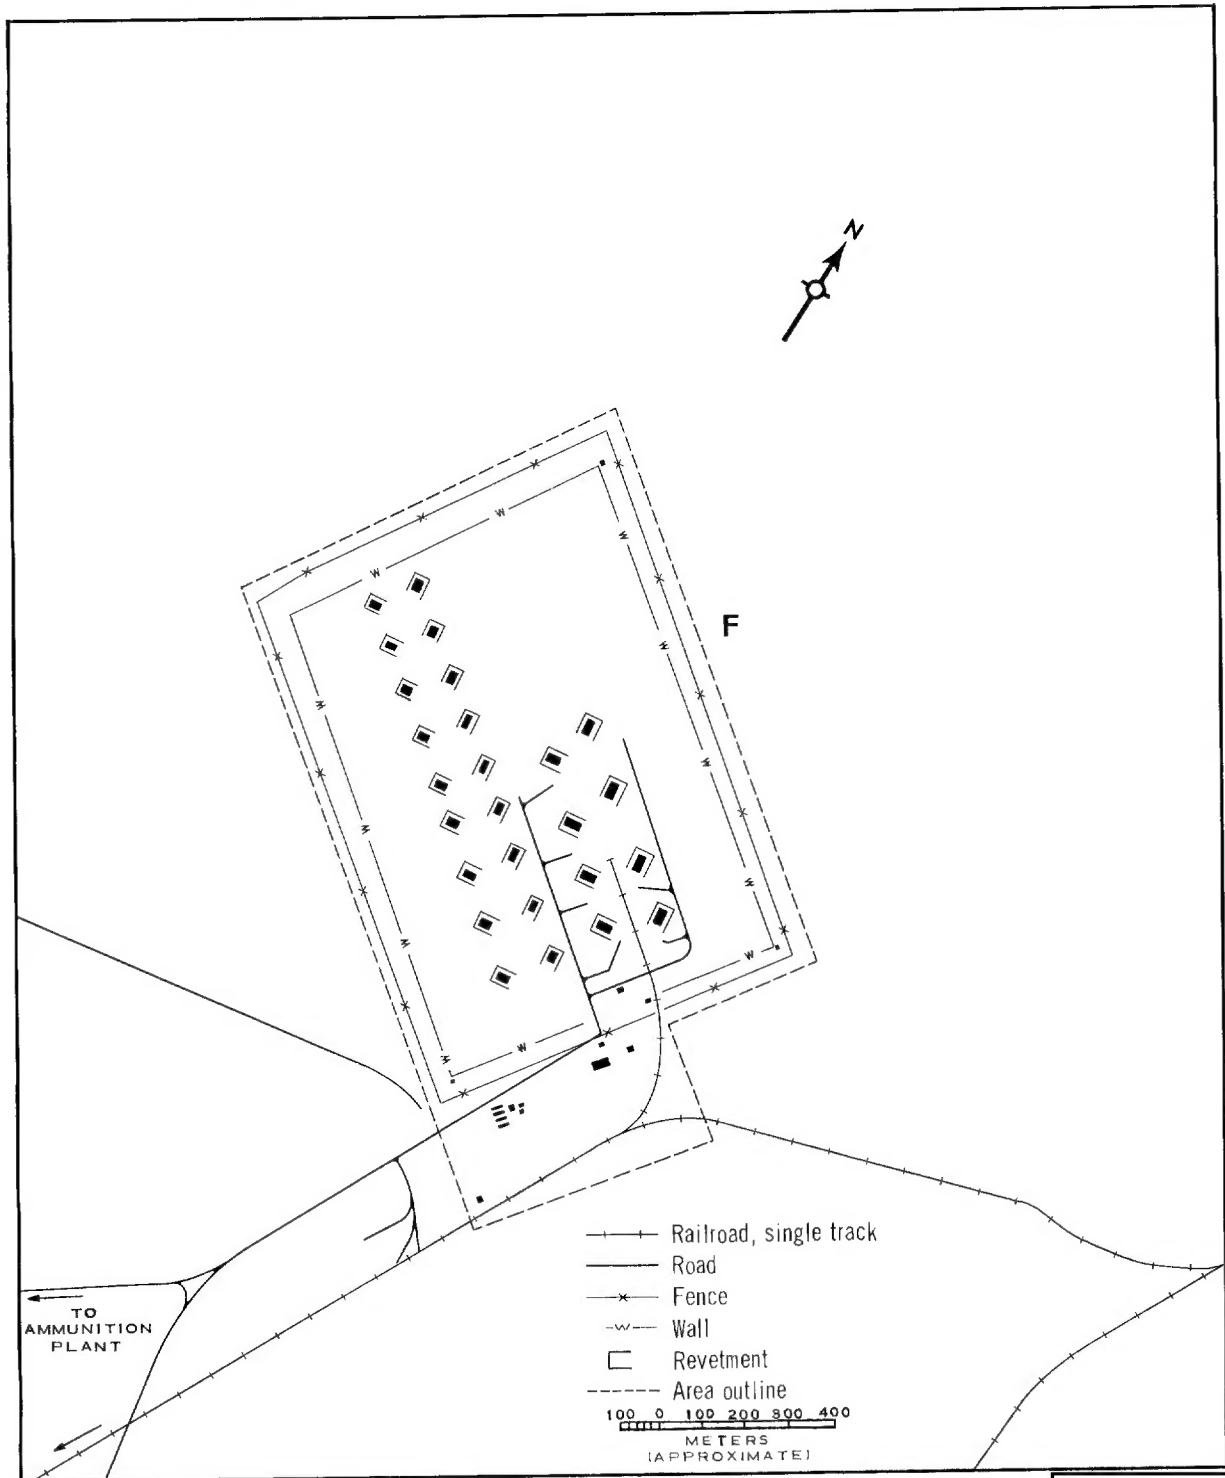 N
W
W
W
F
W
W
W
W
W
W
W
W
W
W
Railroad, single track
Road
Fence
W Wall
Revetment
Area outline
TO
AMMUNITION
PLANT
100 0 100 200 300 400
METERS
(APPROXIMATE)